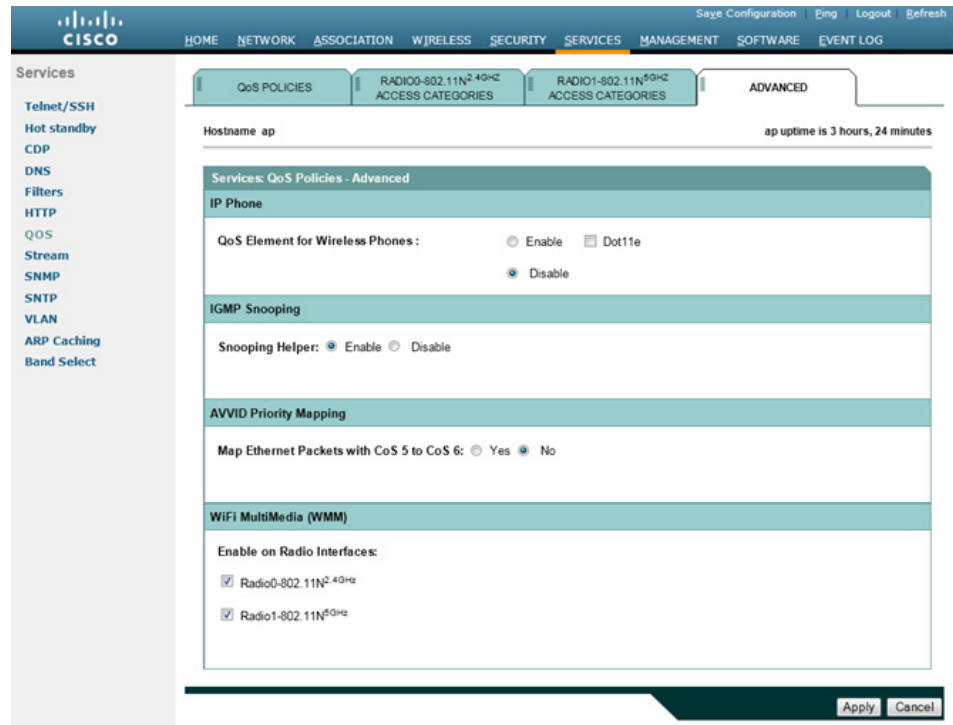 Save Configuration | Ping | Logout | Refresh
CISCO
HOME NETWORK ASSOCIATION WIRELESS SECURITY SERVICES MANAGEMENT SOFTWARE EVENT LOG
Services
Telnet/SSH
Hot standby
CDP
DNS
Filters
HTTP
QOS
Stream
SNMP
SNTP
VLAN
ARP Caching
Band Select
QoS POLICIES
RADIO0-802.11N2.4GHZ
ACCESS CATEGORIES
RADIO1-802.11N5GHZ
ACCESS CATEGORIES
ADVANCED
Hostname ap
ap uptime is 3 hours, 24 minutes
Services: QoS Policies - Advanced
IP Phone
QoS Element for Wireless Phones :
Enable Dot11e
Disable
IGMP Snooping
Snooping Helper: Enable Disable
AVVID Priority Mapping
Map Ethernet Packets with CoS 5 to CoS 6: Yes No
WiFi MultiMedia (WMM)
Enable on Radio Interfaces:
Radio0-802.11N2.4GHz
Radio1-802.11N5GHz
Apply Cancel